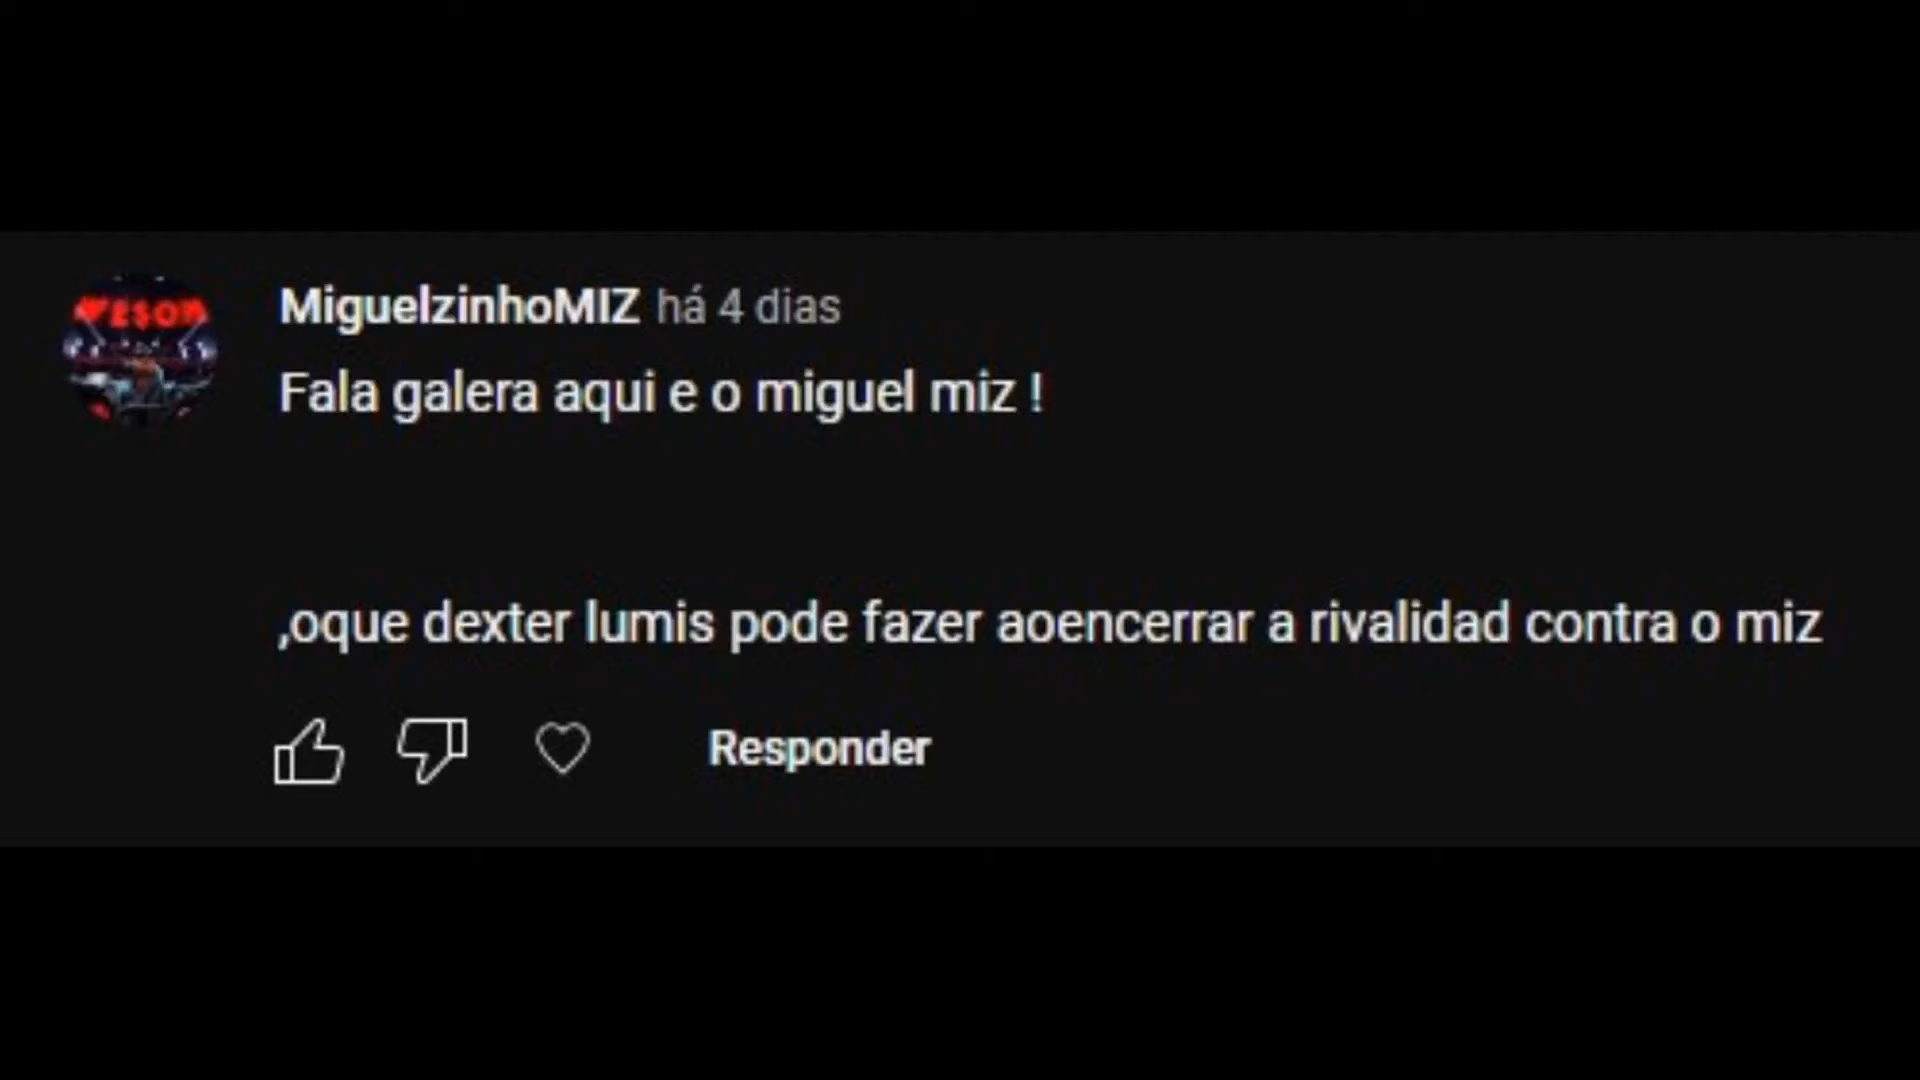 WESOM
MiguelzinhoMIZ há 4 dias
Fala galera aqui e o miguel miz !
,oque dexter lumis pode fazer aoencerrar a rivalidad contra o miz
Responder